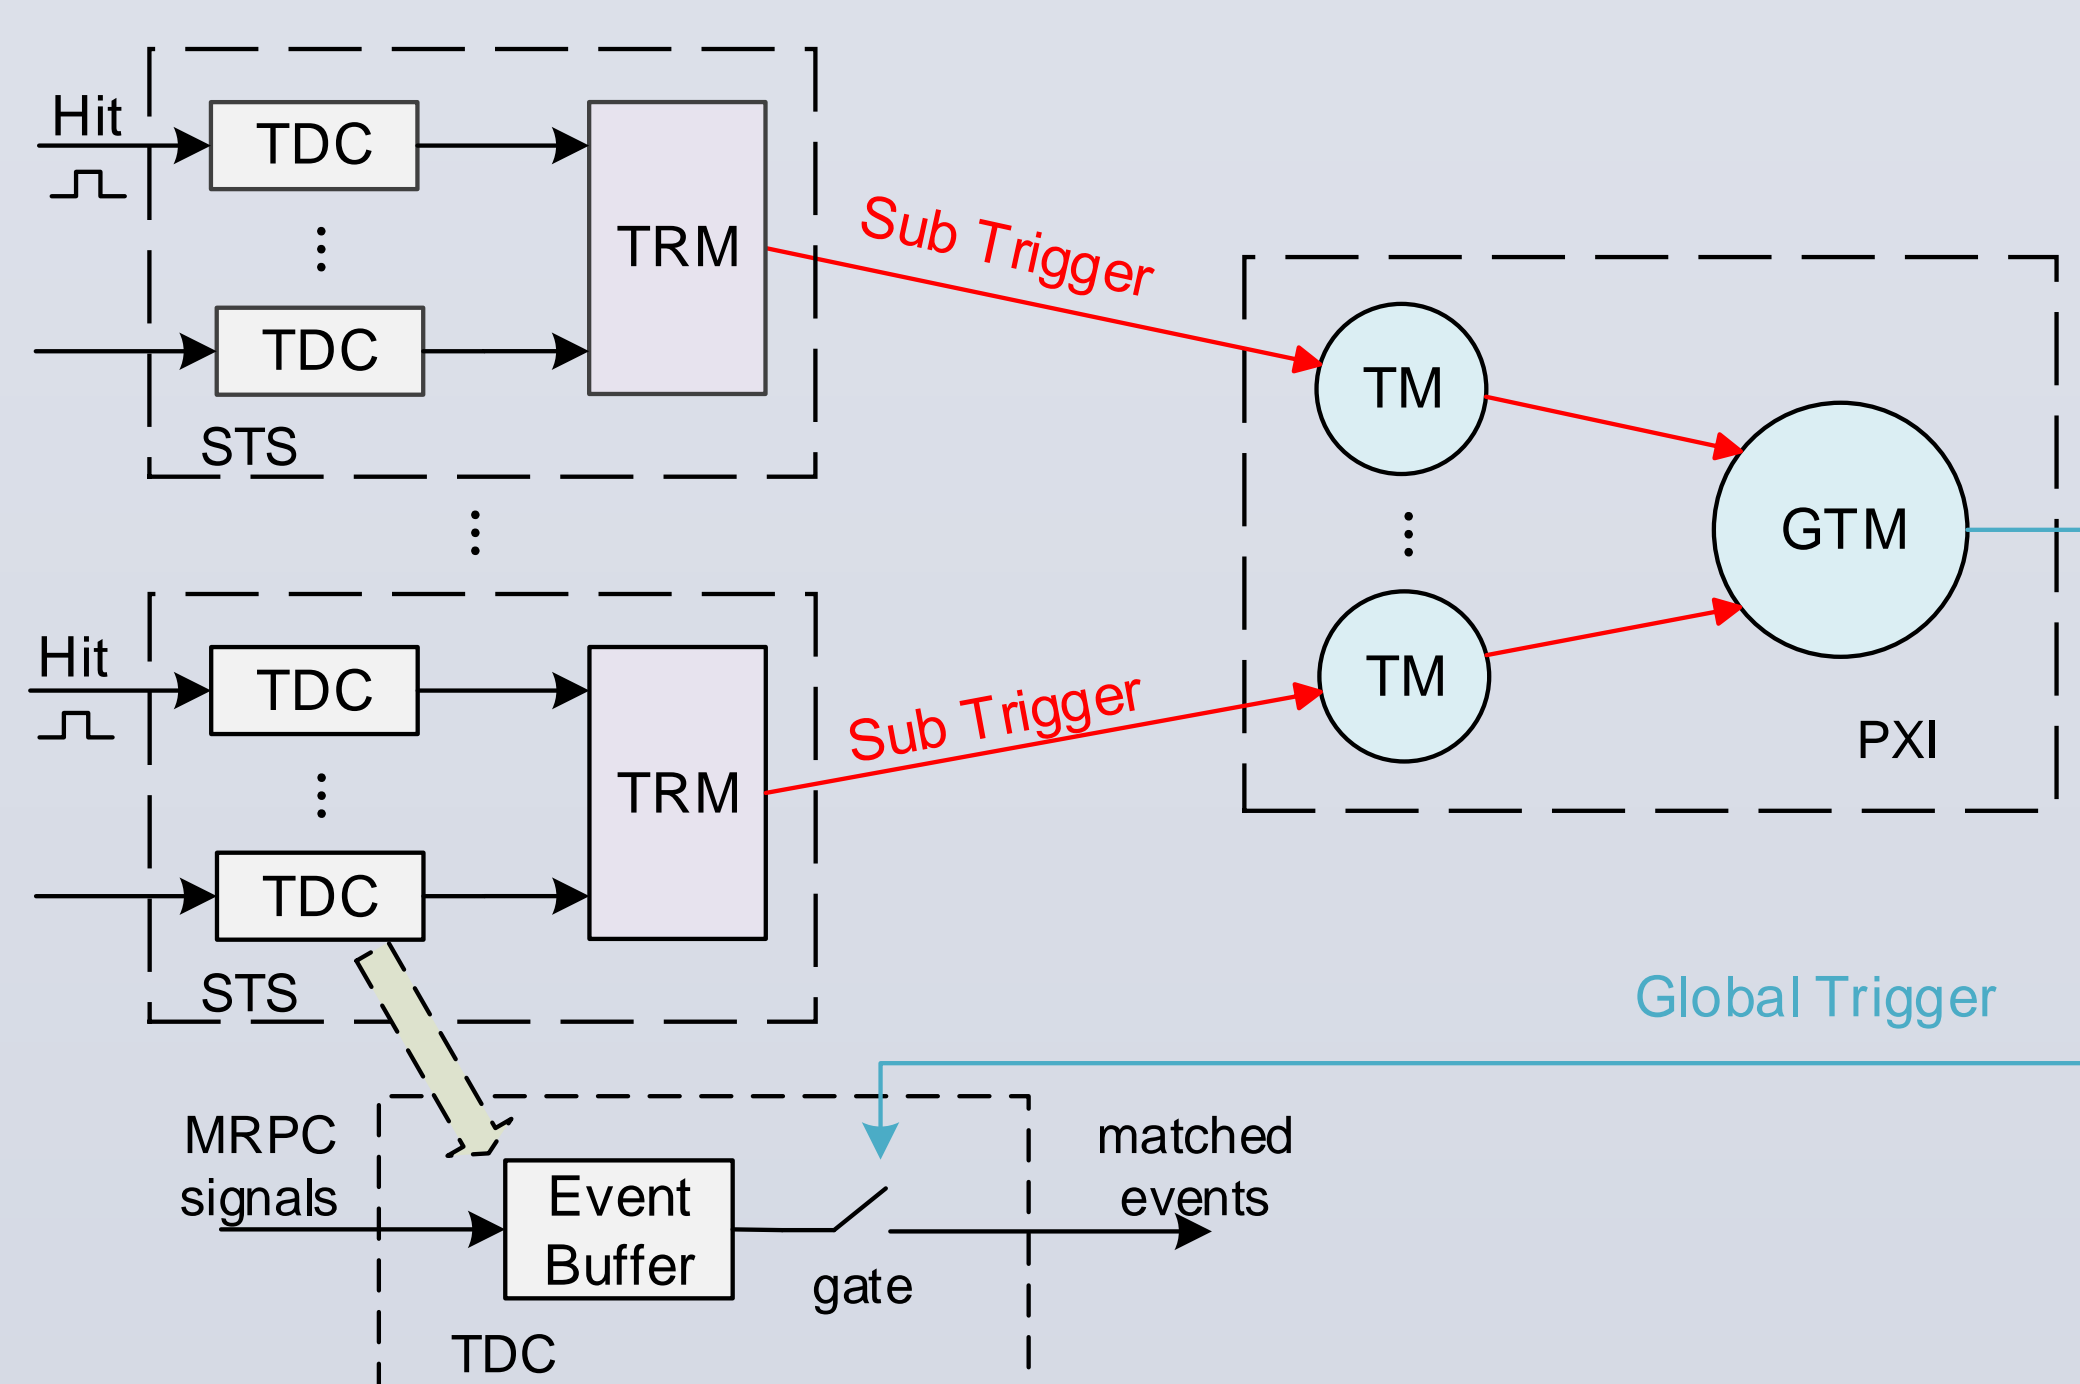 Hit
TDC
TRM
TDC
STS
Sub Trigger
TM
GTM
TM
PXI
Hit
TDC
TRM
TDC
STS
Sub Trigger
Global Trigger
MRPC
signals
Event
Buffer
gate
matched
events
TDC